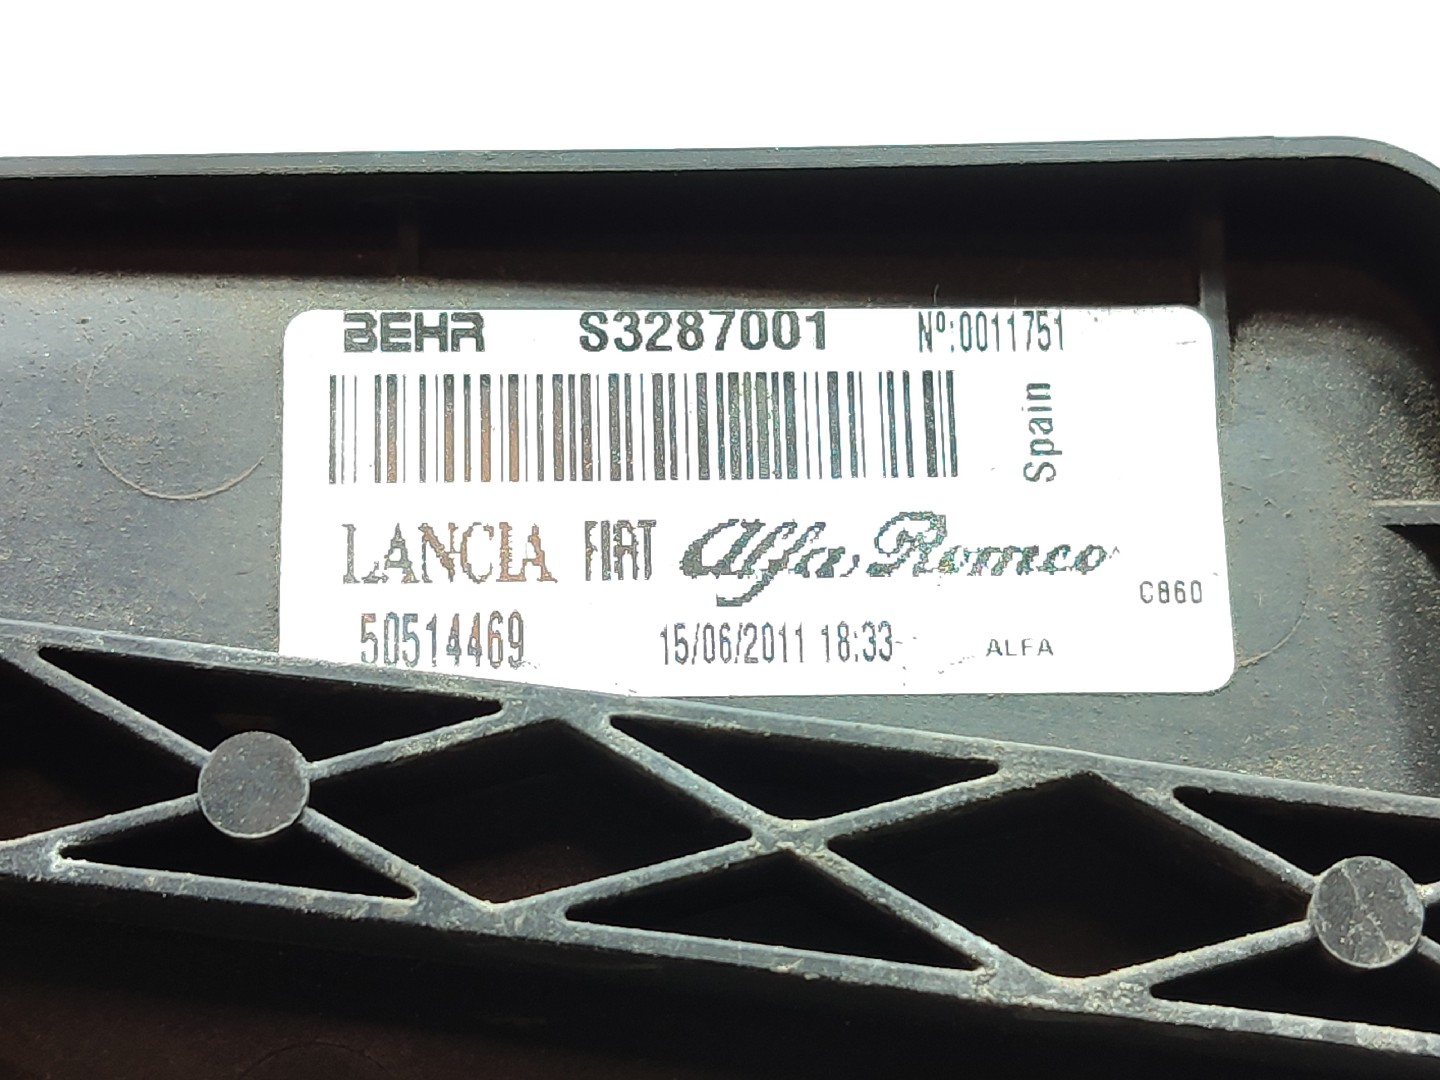 BEHR S3287001 Nº:0011751
Spain
LANCIA FIAT Alfa Romeo
C860
50514469 15/06/2011 18:33 ALFA